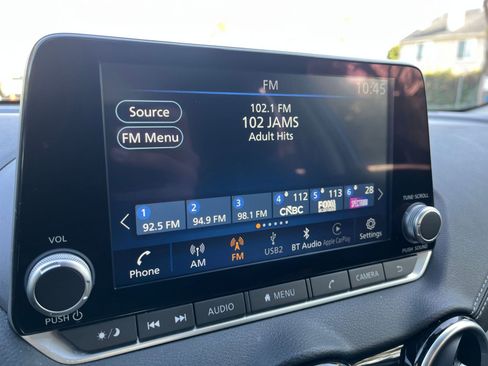 FM
10:45
Source
102.1 FM
102 JAMS
FM Menu
Adult Hits
1 2 3 4 112 5 113 6 28
92.5 FM 94.9 FM 98.1 FM CNBC FOX SPECTRUM
VOL
TUNE·SCROLL
Phone AM FM USB2 BT Audio Apple CarPlay Settings
PUSH
PUSH SOUND
AUDIO MENU CAMERA